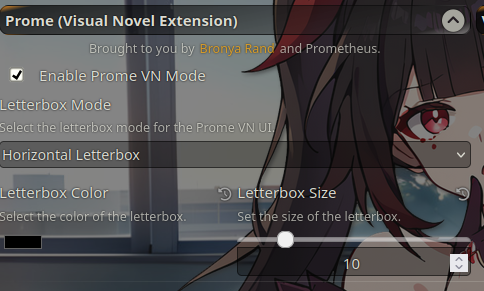 Prome (Visual Novel Extension)
Brought to you by Bronya Rand and Prometheus.
Enable Prome VN Mode
Letterbox Mode
Select the letterbox mode for the Prome VN UI.
Horizontal Letterbox
Letterbox Color
Select the color of the letterbox.
Letterbox Size
Set the size of the letterbox.
10